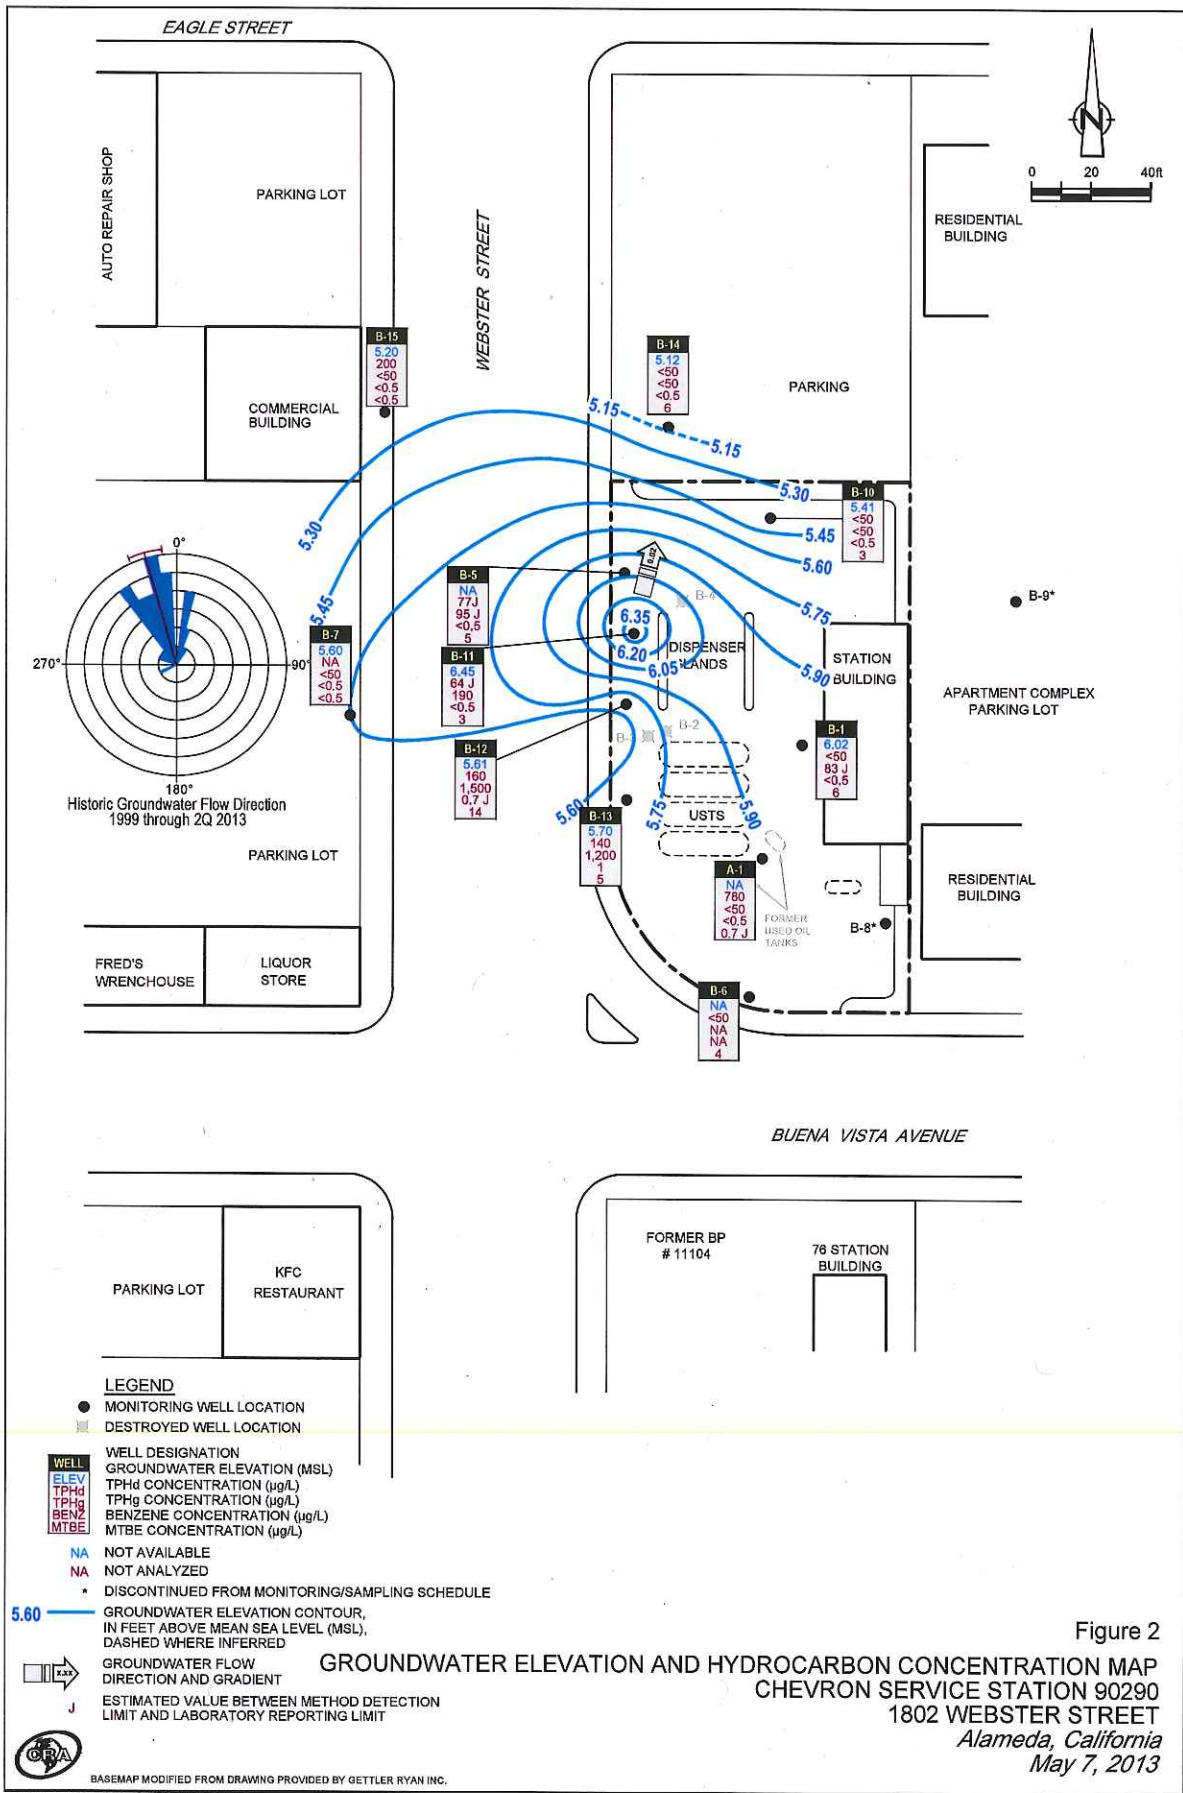 EAGLE STREET
N
0 20 40ft
AUTO REPAIR SHOP
PARKING LOT
WEBSTER STREET
RESIDENTIAL
BUILDING
B-15
5.20
200
<50
<0.5
<0.5
B-14
5.12
<50
<50
<0.5
6
COMMERCIAL
BUILDING
PARKING
5.15
5.15
5.30
5.30
B-10
5.41
<50
<50
<0.5
3
5.45
5.45
5.60
5.75
5.90
0°
270°
90°
180°
Historic Groundwater Flow Direction
1999 through 2Q 2013
0.02
B-5
NA
77J
95 J
<0.5
5
B-4
B-9*
B-7
5.60
NA
<50
<0.5
<0.5
6.35
6.20
6.05
DISPENSER
B-11
6.45
64 J
190
<0.5
3
STATION
BUILDING
APARTMENT COMPLEX
PARKING LOT
B-12
5.61
160
1,500
0.7 J
14
B-2
B-1
6.02
<50
83 J
<0.5
6
5.60
5.75
5.90
USTS
B-13
5.70
140
1,200
1
5
PARKING LOT
A-1
NA
780
<50
<0.5
0.7 J
FORMER
USED OIL
TANKS
B-8*
RESIDENTIAL
BUILDING
FRED'S
WRENCHOUSE
LIQUOR
STORE
B-6
NA
<50
NA
NA
4
BUENA VISTA AVENUE
PARKING LOT
KFC
RESTAURANT
FORMER BP
# 11104
76 STATION
BUILDING
LEGEND
MONITORING WELL LOCATION
DESTROYED WELL LOCATION
WELL WELL DESIGNATION
ELEV GROUNDWATER ELEVATION (MSL)
TPHd TPHd CONCENTRATION (µg/L)
TPHg TPHg CONCENTRATION (µg/L)
BENZ BENZENE CONCENTRATION (µg/L)
MTBE MTBE CONCENTRATION (µg/L)
NA NOT AVAILABLE
NA NOT ANALYZED
* DISCONTINUED FROM MONITORING/SAMPLING SCHEDULE
5.60 GROUNDWATER ELEVATION CONTOUR,
IN FEET ABOVE MEAN SEA LEVEL (MSL),
DASHED WHERE INFERRED
x.xx GROUNDWATER FLOW
DIRECTION AND GRADIENT
J ESTIMATED VALUE BETWEEN METHOD DETECTION
LIMIT AND LABORATORY REPORTING LIMIT
CRA
BASEMAP MODIFIED FROM DRAWING PROVIDED BY GETTLER RYAN INC.
Figure 2
GROUNDWATER ELEVATION AND HYDROCARBON CONCENTRATION MAP
CHEVRON SERVICE STATION 90290
1802 WEBSTER STREET
Alameda, California
May 7, 2013